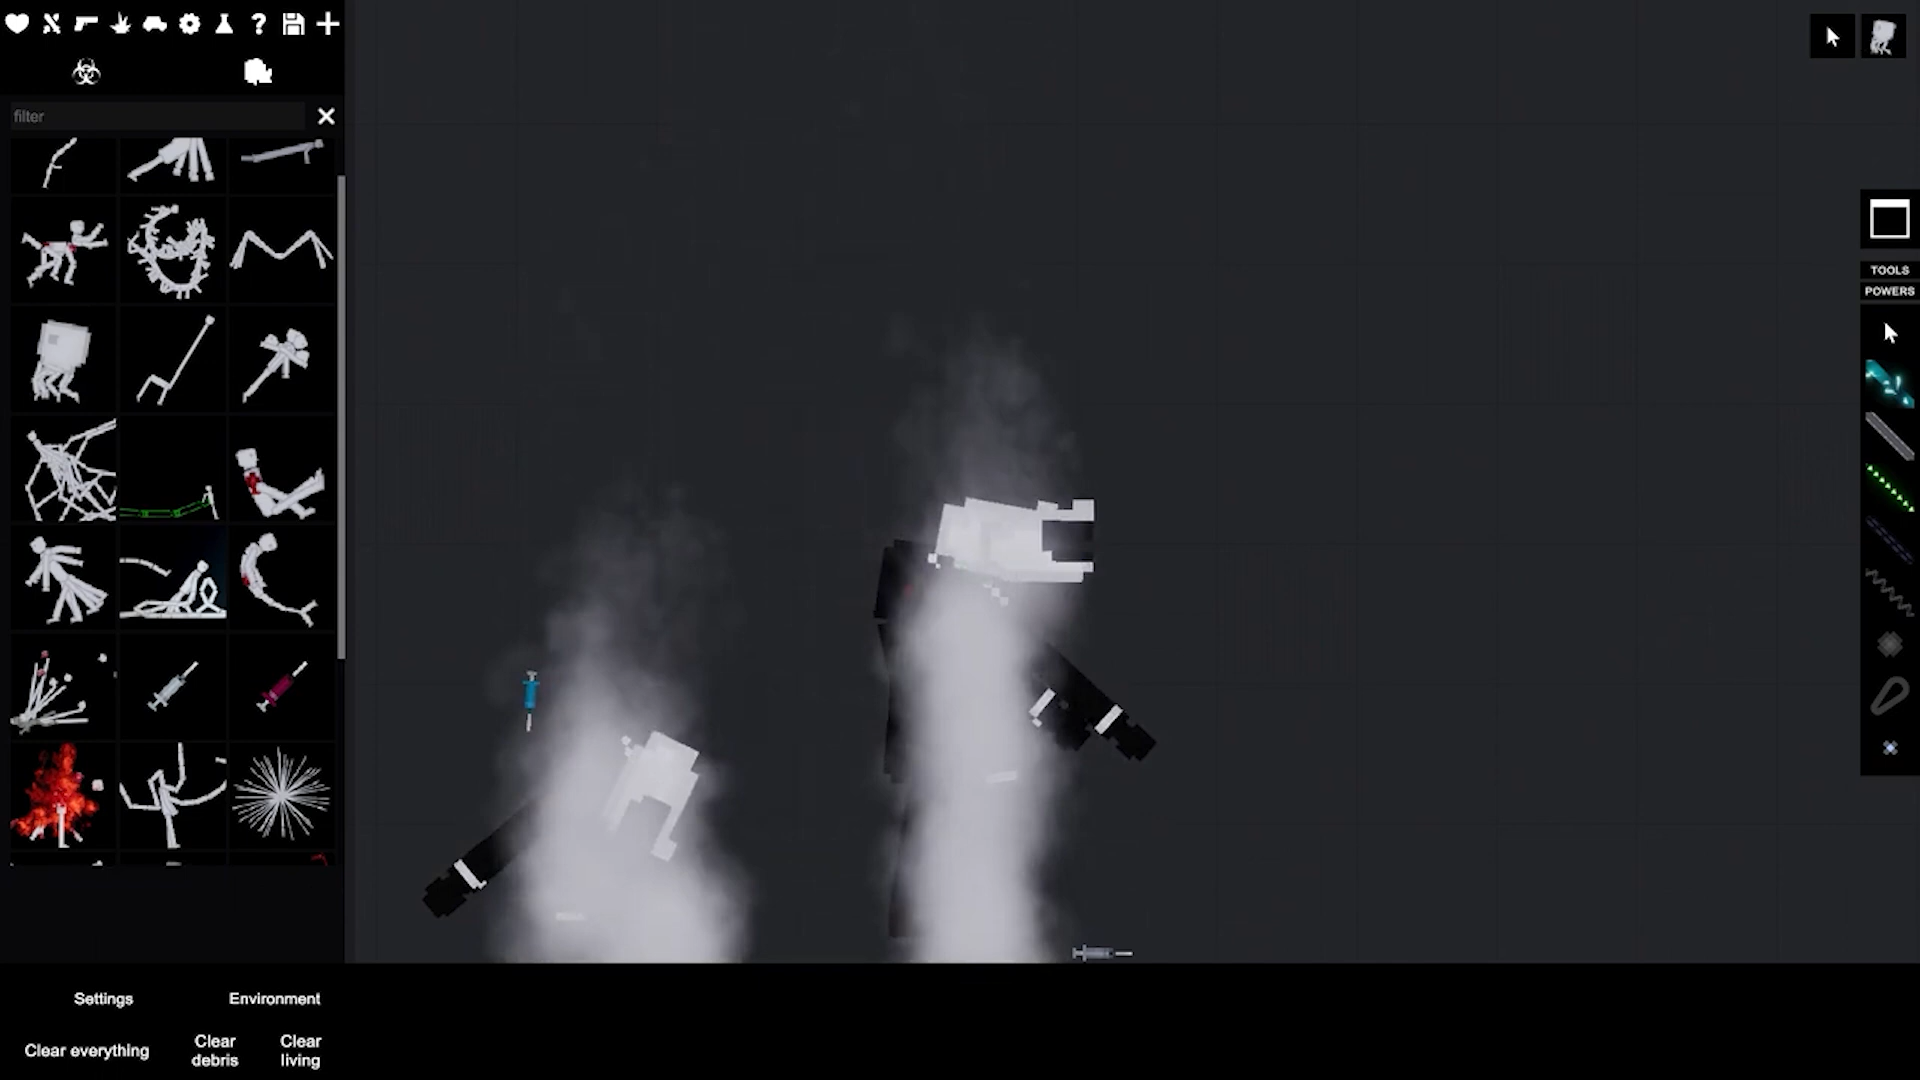 filter
TOOLS
POWERS
Settings
Environment
Clear everything
Clear
debris
Clear
living